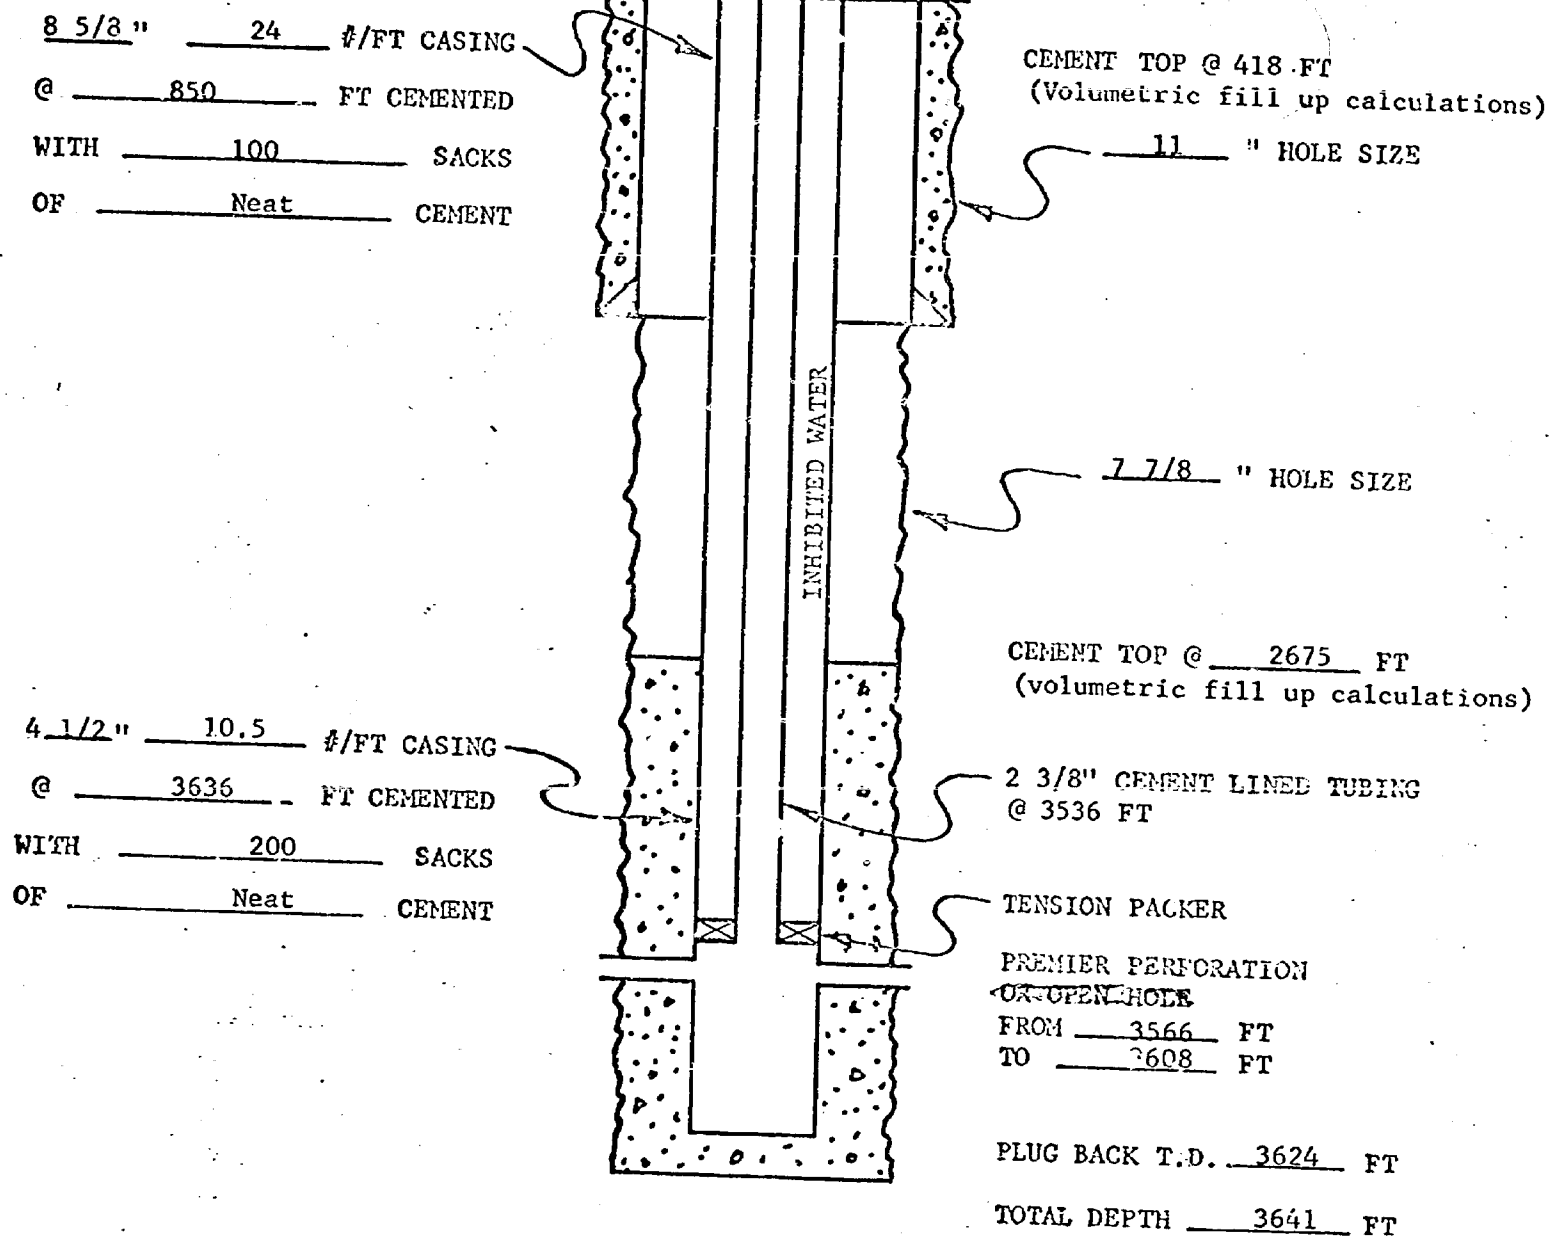 8 5/8" 24 #/FT CASING
@ 850 FT CEMENTED
WITH 100 SACKS
OF Neat CEMENT
CEMENT TOP @ 418 FT
(Volumetric fill up calculations)
11 " HOLE SIZE
INHIBITED WATER
7 7/8 " HOLE SIZE
CEMENT TOP @ 2675 FT
(volumetric fill up calculations)
4 1/2" 10.5 #/FT CASING
@ 3636 FT CEMENTED
WITH 200 SACKS
OF Neat CEMENT
2 3/8" CEMENT LINED TUBING
@ 3536 FT
TENSION PACKER
PREMIER PERFORATION
OR OPEN HOLE
FROM 3566 FT
TO 3608 FT
PLUG BACK T.D. 3624 FT
TOTAL DEPTH 3641 FT